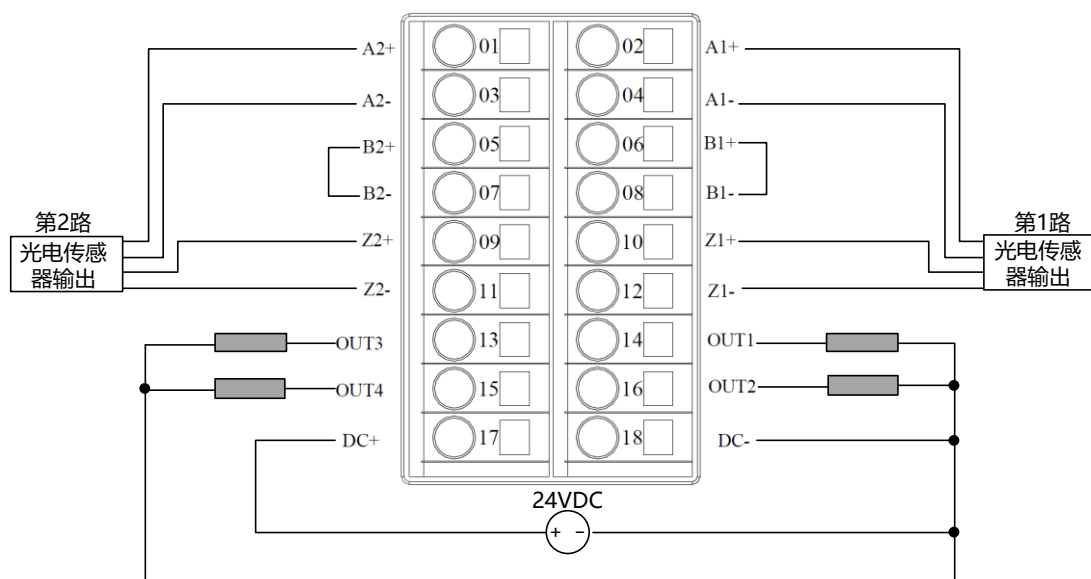 A2+ 01 02 A1+
A2- 03 04 A1-
B2+ 05 06 B1+
B2- 07 08 B1-
第2路
光电传感
器输出
第1路
光电传感
器输出
Z2+ 09 10 Z1+
Z2- 11 12 Z1-
OUT3 13 14 OUT1
OUT4 15 16 OUT2
DC+ 17 18 DC-
24VDC
+ -